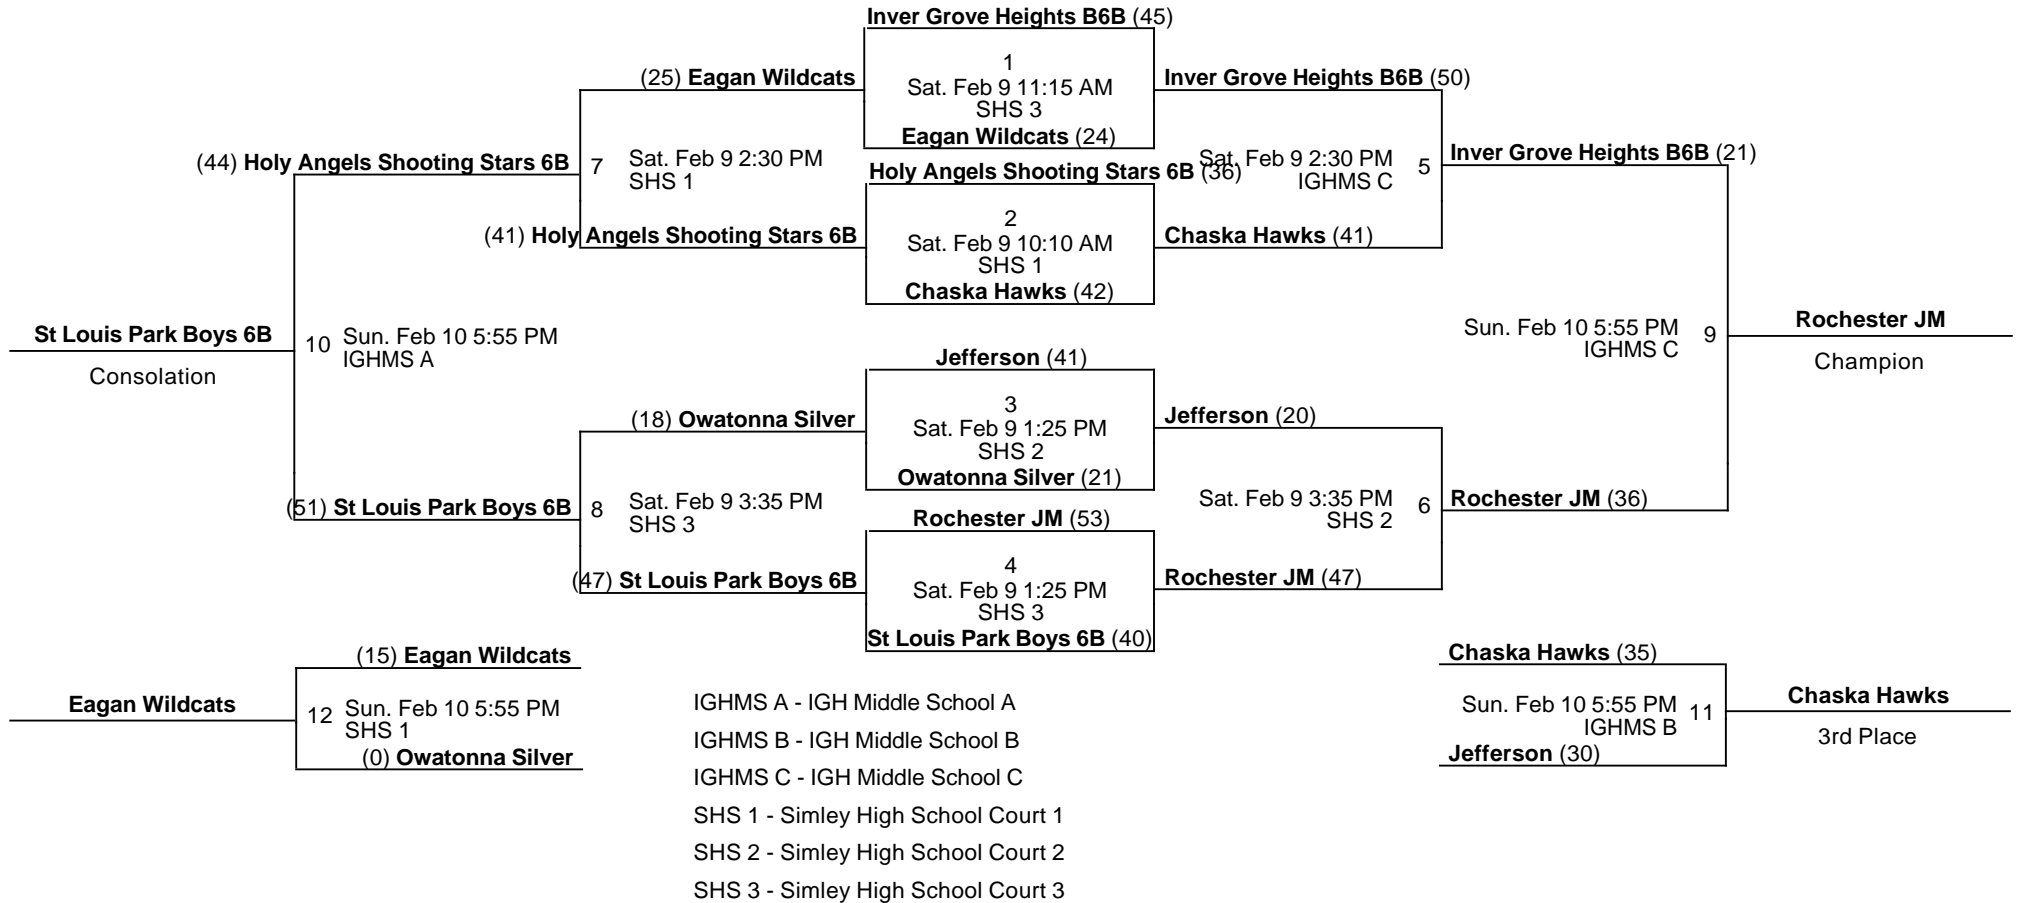 Inver Grove Heights B6B (45)
1
Sat. Feb 9 11:15 AM
SHS 3
Eagan Wildcats (24)
(25) Eagan Wildcats
Inver Grove Heights B6B (50)
(44) Holy Angels Shooting Stars 6B
7 Sat. Feb 9 2:30 PM
SHS 1
Sat. Feb 9 2:30 PM 5
IGHMS C
Inver Grove Heights B6B (21)
Holy Angels Shooting Stars 6B (36)
2
Sat. Feb 9 10:10 AM
SHS 1
Chaska Hawks (42)
(41) Holy Angels Shooting Stars 6B
Chaska Hawks (41)
St Louis Park Boys 6B
Consolation
10 Sun. Feb 10 5:55 PM
IGHMS A
Sun. Feb 10 5:55 PM 9
IGHMS C
Rochester JM
Champion
Jefferson (41)
3
Sat. Feb 9 1:25 PM
SHS 2
Owatonna Silver (21)
(18) Owatonna Silver
Jefferson (20)
(51) St Louis Park Boys 6B
8 Sat. Feb 9 3:35 PM
SHS 3
Sat. Feb 9 3:35 PM 6
SHS 2
Rochester JM (36)
Rochester JM (53)
4
Sat. Feb 9 1:25 PM
SHS 3
St Louis Park Boys 6B (40)
(47) St Louis Park Boys 6B
Rochester JM (47)
(15) Eagan Wildcats
Eagan Wildcats
12 Sun. Feb 10 5:55 PM
SHS 1
(0) Owatonna Silver
Chaska Hawks (35)
Sun. Feb 10 5:55 PM 11
IGHMS B
Jefferson (30)
Chaska Hawks
3rd Place
IGHMS A - IGH Middle School A
IGHMS B - IGH Middle School B
IGHMS C - IGH Middle School C
SHS 1 - Simley High School Court 1
SHS 2 - Simley High School Court 2
SHS 3 - Simley High School Court 3